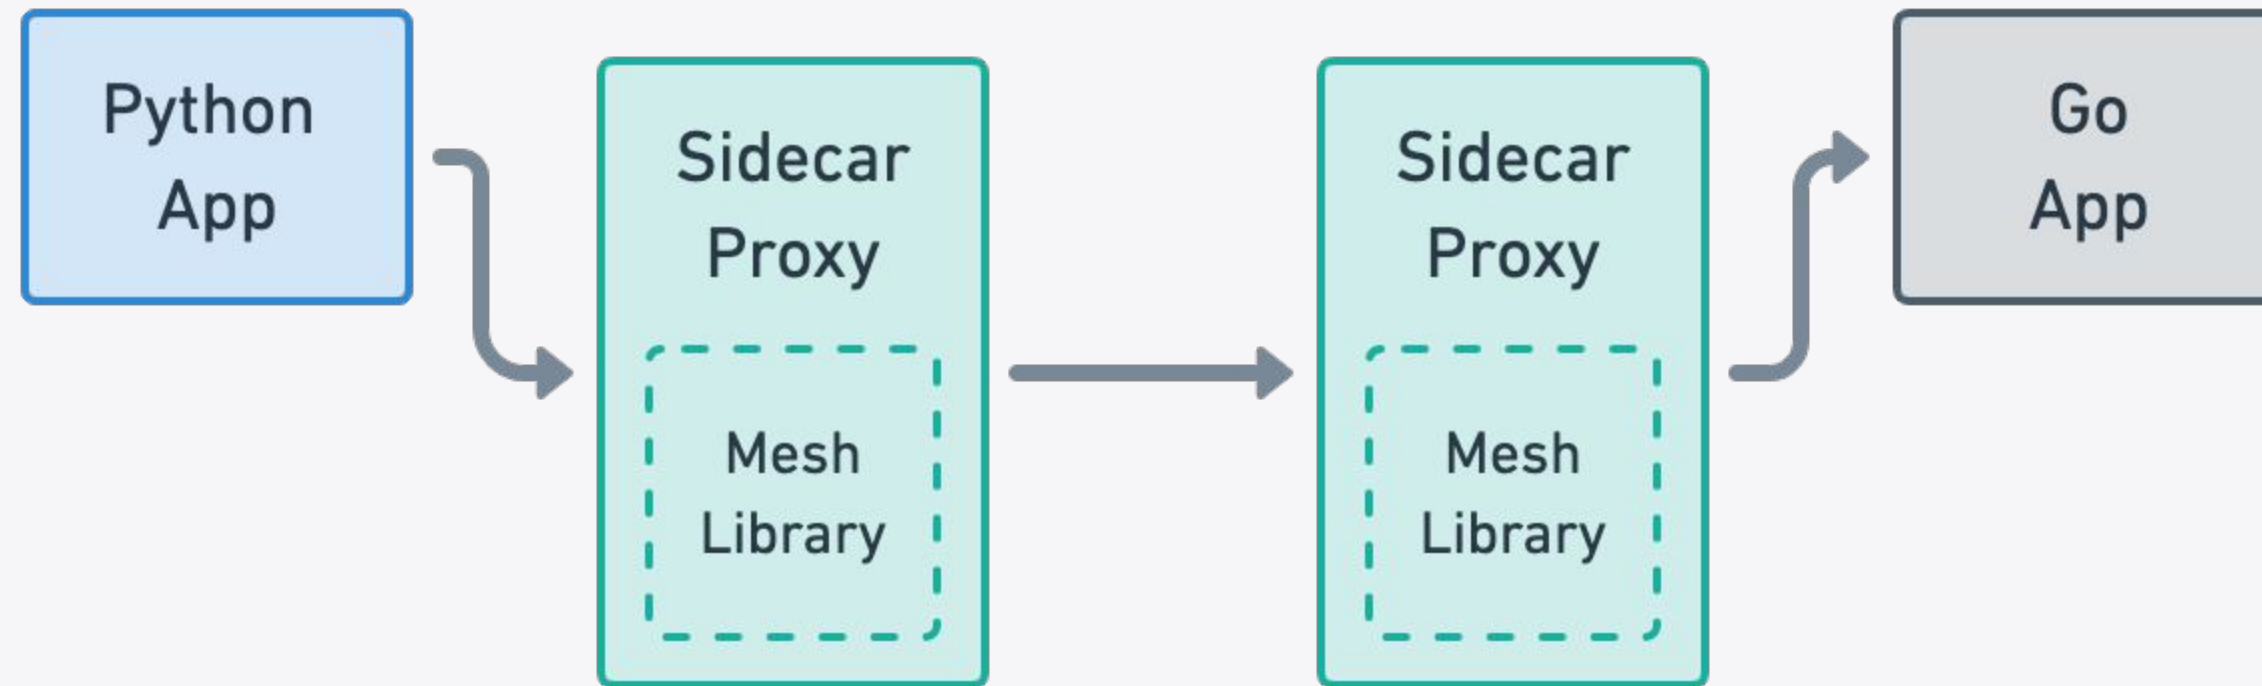 Python
App
Sidecar
Proxy
Mesh
Library
Sidecar
Proxy
Mesh
Library
Go
App